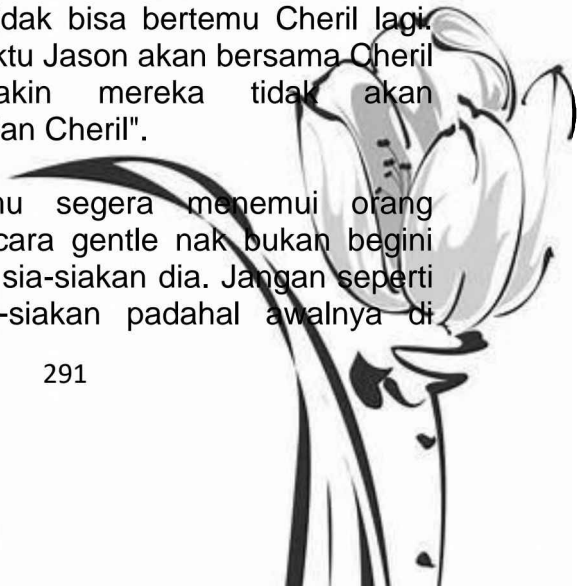 dak bisa bertemu Cheril lagi.
ktu Jason akan bersama Cheril
akin mereka tidak akan
an Cheril".
nu segera menemui orang
cara gentle nak bukan begini
sia-siakan dia. Jangan seperti
-siakan padahal awalnya di
291